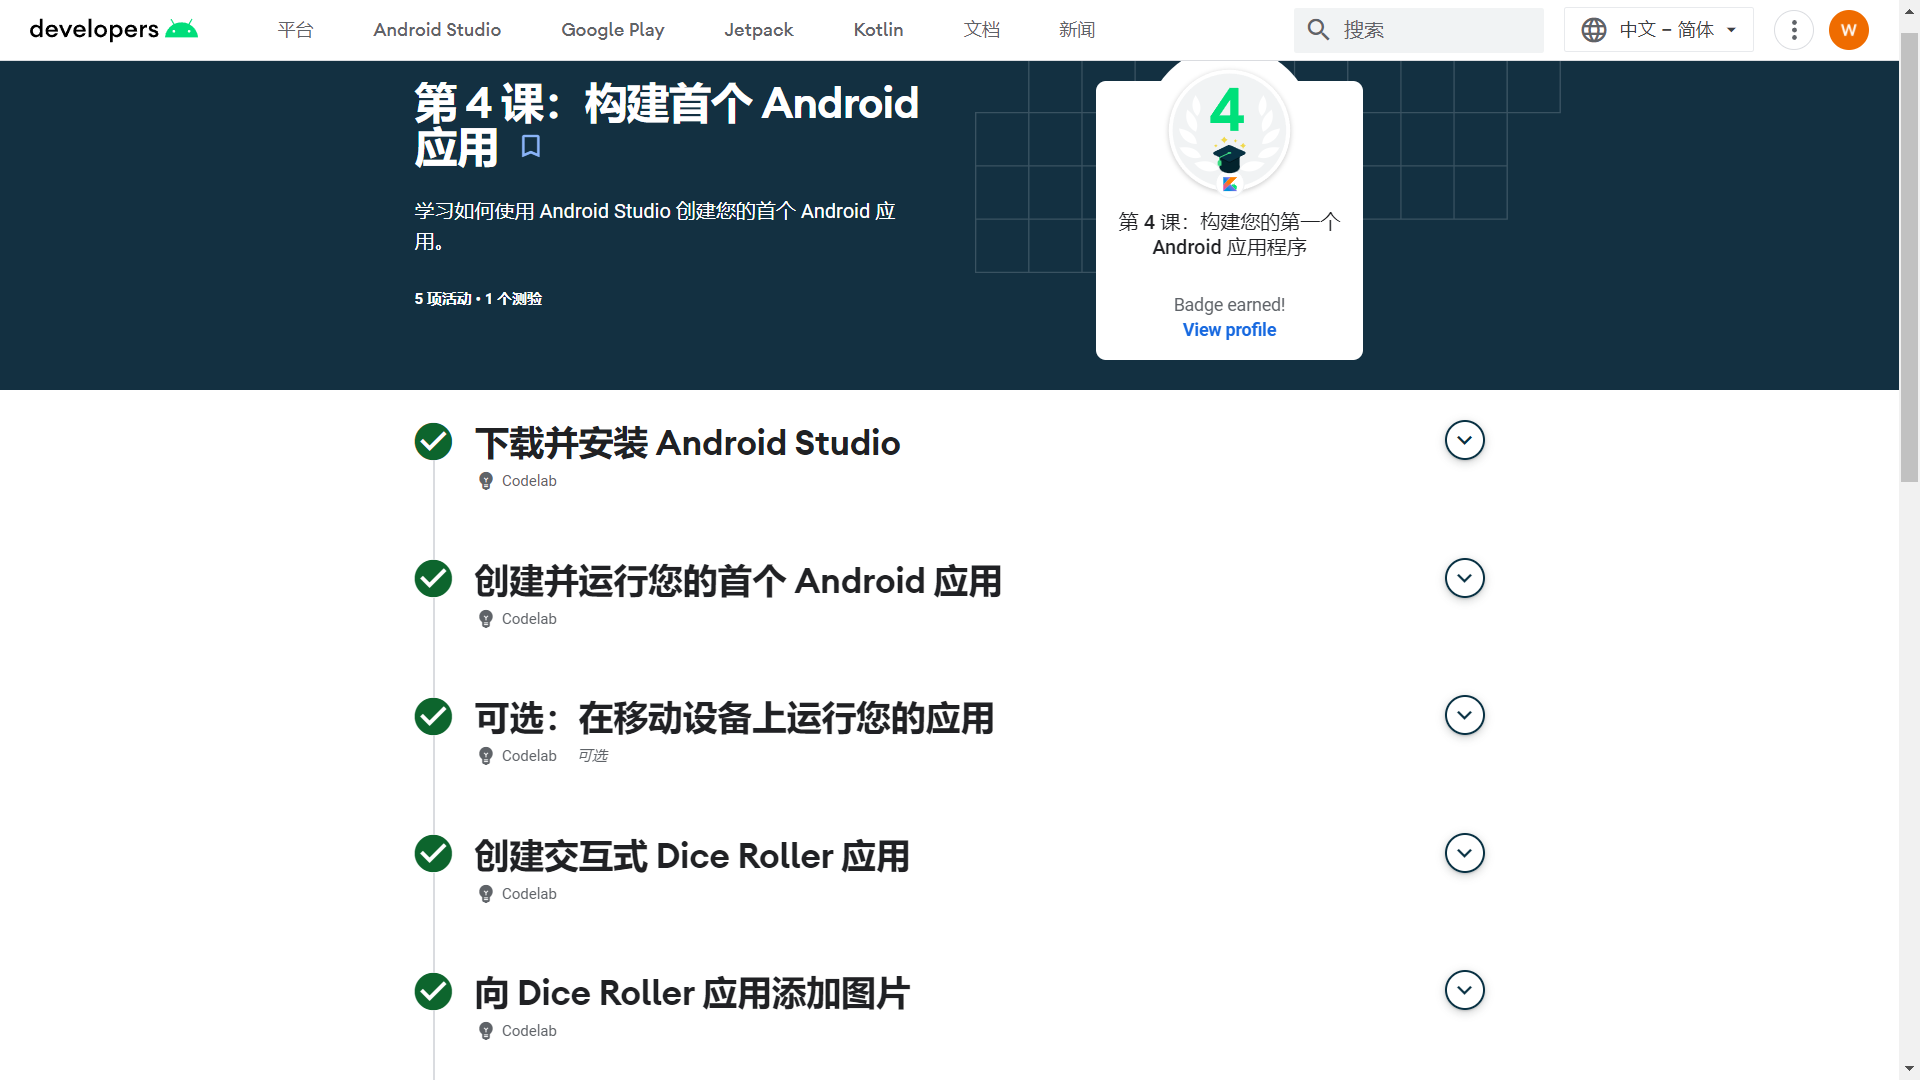 developers
平台
Android Studio
Google Play
Jetpack
Kotlin
文档
新闻
搜索
中文 – 简体
W
第 4 课：构建首个 Android
应用
学习如何使用 Android Studio 创建您的首个 Android 应
用。
5 项活动 • 1 个测验
4
第 4 课：构建您的第一个
Android 应用程序
Badge earned!
View profile
下载并安装 Android Studio
Codelab
创建并运行您的首个 Android 应用
Codelab
可选：在移动设备上运行您的应用
Codelab 可选
创建交互式 Dice Roller 应用
Codelab
向 Dice Roller 应用添加图片
Codelab